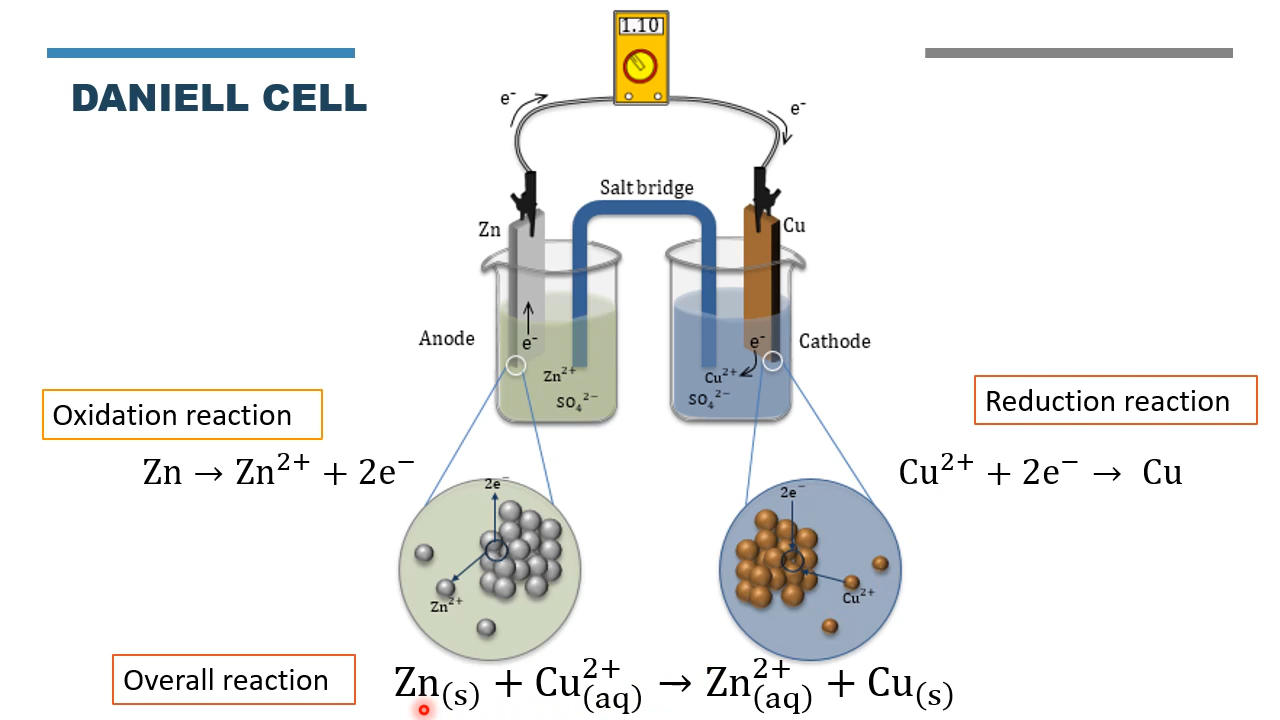 1.10
DANIELL CELL
e⁻
e⁻
Salt bridge
Zn
Cu
Anode
e⁻
e⁻
Cathode
Zn²⁺
Cu²⁺
SO₄²⁻
SO₄²⁻
Oxidation reaction
Reduction reaction
Zn → Zn²⁺ + 2e⁻
Cu²⁺ + 2e⁻ → Cu
2e⁻
2e⁻
Zn²⁺
Cu²⁺
Overall reaction
Zn₍s₎ + Cu²⁺₍aq₎ → Zn²⁺₍aq₎ + Cu₍s₎